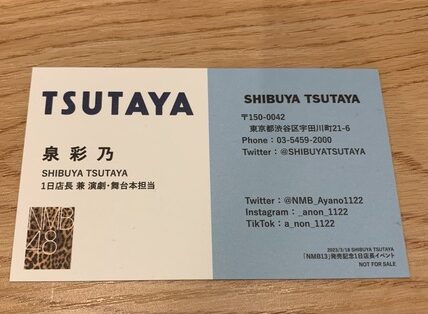 TSUTAYA
泉 彩 乃
SHIBUYA TSUTAYA
1日店長 兼 演劇・舞台本担当
NMB
48
SHIBUYA TSUTAYA
〒150-0042
東京都渋谷区宇田川町21-6
Phone : 03-5459-2000
Twitter : @SHIBUYATSUTAYA
Twitter : @NMB_Ayano1122
Instagram : _anon_1122
TikTok : a_non_1122
2023/3/18 SHIBUYA TSUTAYA
「NMB13」発売記念1日店長イベント
NOT FOR SALE